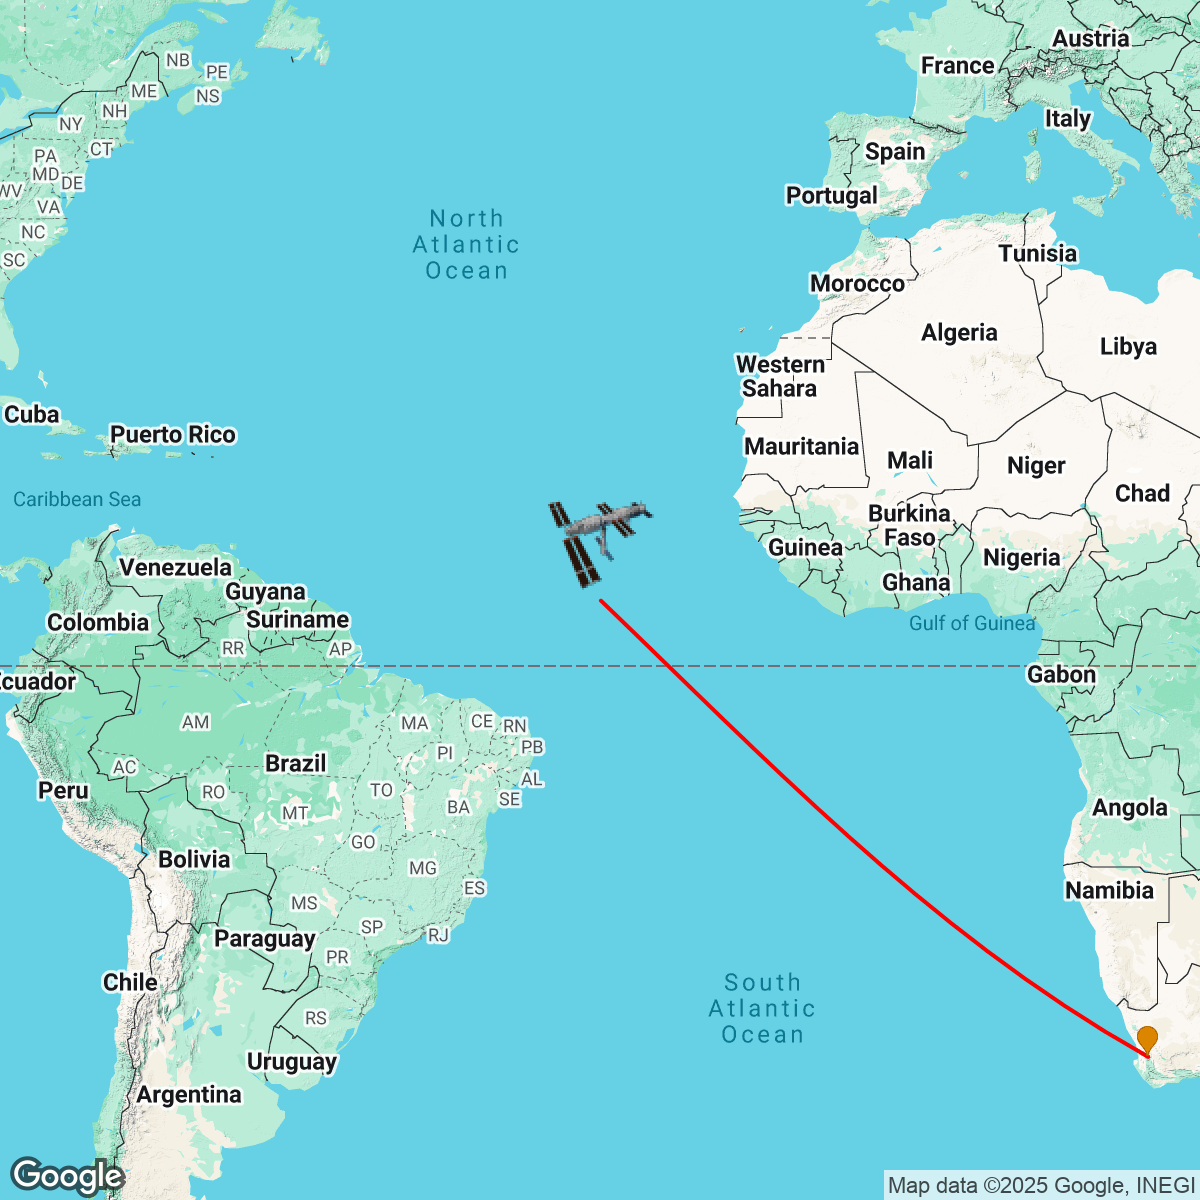 NB
PE
ME
NS
NH
NY
CT
PA
MD
DE
WV
VA
NC
SC
Austria
France
Italy
Spain
Portugal
North
Atlantic
Ocean
Tunisia
Morocco
Algeria
Libya
Western
Sahara
Cuba
Puerto Rico
Mauritania
Mali
Niger
Chad
Caribbean Sea
Burkina
Faso
Guinea
Nigeria
Ghana
Venezuela
Guyana
Suriname
Colombia
Gulf of Guinea
RR
AP
Ecuador
Gabon
AM
MA
CE
RN
PB
PI
AC
Brazil
AL
Peru
RO
TO
SE
MT
BA
Angola
GO
Bolivia
MG
ES
Namibia
MS
SP
RJ
Paraguay
PR
Chile
South
Atlantic
Ocean
RS
Uruguay
Argentina
Google
Map data ©2025 Google, INEGI